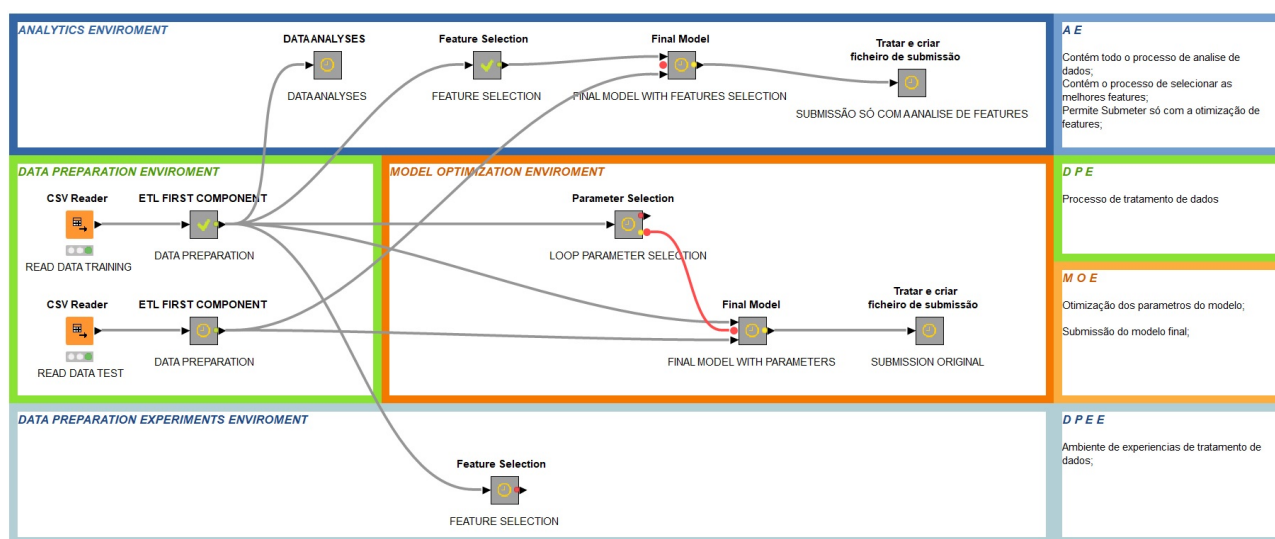 ANALYTICS ENVIROMENT
DATA ANALYSES
DATA ANALYSES
Feature Selection
FEATURE SELECTION
Final Model
FINAL MODEL WITH FEATURES SELECTION
Tratar e criar
ficheiro de submissão
SUBMISSÃO SÓ COM A ANALISE DE FEATURES
A E
Contém todo o processo de analise de
dados;
Contém o processo de selecionar as
melhores features;
Permite Submeter só com a otimização de
features;
DATA PREPARATION ENVIROMENT
CSV Reader
READ DATA TRAINING
ETL FIRST COMPONENT
DATA PREPARATION
CSV Reader
READ DATA TEST
ETL FIRST COMPONENT
DATA PREPARATION
MODEL OPTIMIZATION ENVIROMENT
Parameter Selection
LOOP PARAMETER SELECTION
Final Model
FINAL MODEL WITH PARAMETERS
Tratar e criar
ficheiro de submissão
SUBMISSION ORIGINAL
D P E
Processo de tratamento de dados
M O E
Otimização dos parametros do modelo;
Submissão do modelo final;
DATA PREPARATION EXPERIMENTS ENVIROMENT
Feature Selection
FEATURE SELECTION
D P E E
Ambiente de experiencias de tratamento de
dados;